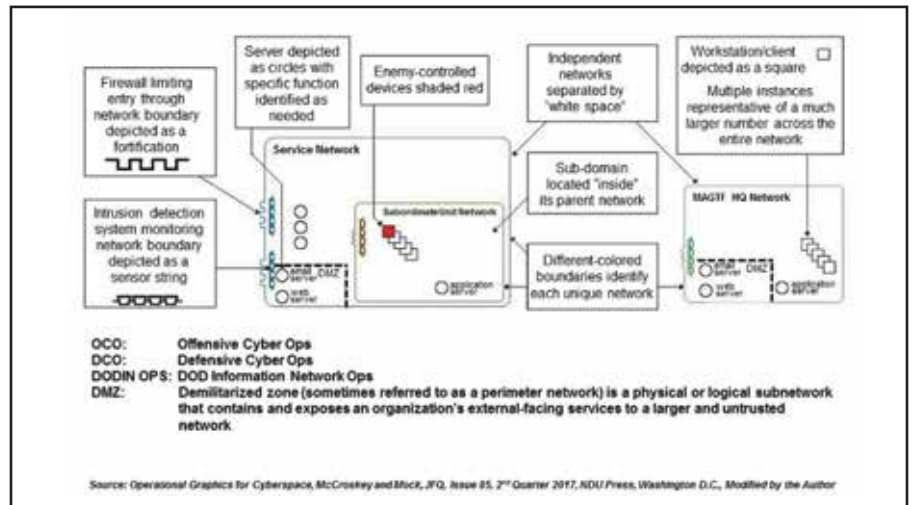 Firewall limiting
entry through
network boundary
depicted as a
fortification
Server depicted
as circles with
specific function
identified as
needed
Enemy-controlled
devices shaded red
Independent
networks
separated by
"white space"
Workstation/client
depicted as a square
Multiple instances
representative of a much
larger number across the
entire network
Service Network
Sub-domain
located "inside"
its parent network
MAGTF HQ Network
Subordinate/Unit Network
Intrusion detection
system monitoring
network boundary
depicted as a
sensor string
Different-colored
boundaries identify
each unique network
email
server
DMZ
web
server
application
server
email
server
DMZ
web
server
application
server
OCO: Offensive Cyber Ops
DCO: Defensive Cyber Ops
DODIN OPS: DOD Information Network Ops
DMZ: Demilitarized zone (sometimes referred to as a perimeter network) is a physical or logical subnetwork
that contains and exposes an organization's external-facing services to a larger and untrusted
network
Source: Operational Graphics for Cyberspace, McCroskey and Mock, JFQ, Issue 85, 2nd Quarter 2017, NDU Press, Washington D.C., Modified by the Author